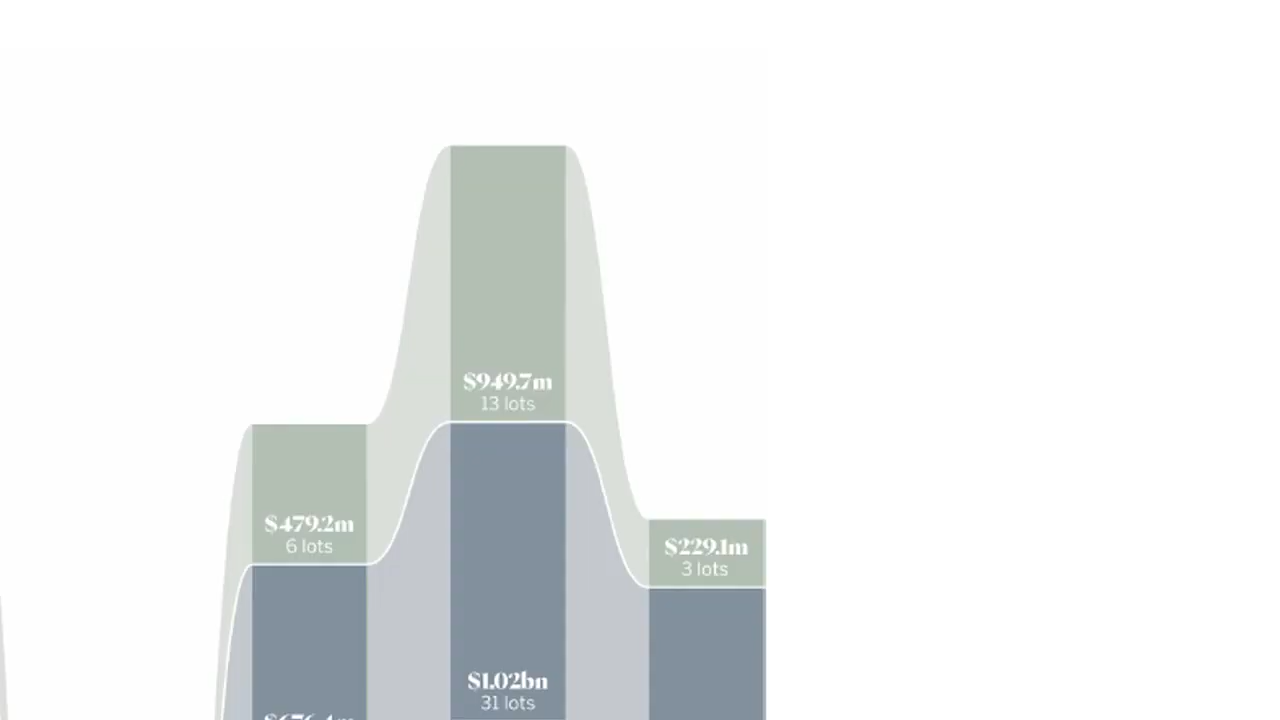 $949.7m
13 lots
$479.2m
6 lots
$229.1m
3 lots
$1.02bn
31 lots